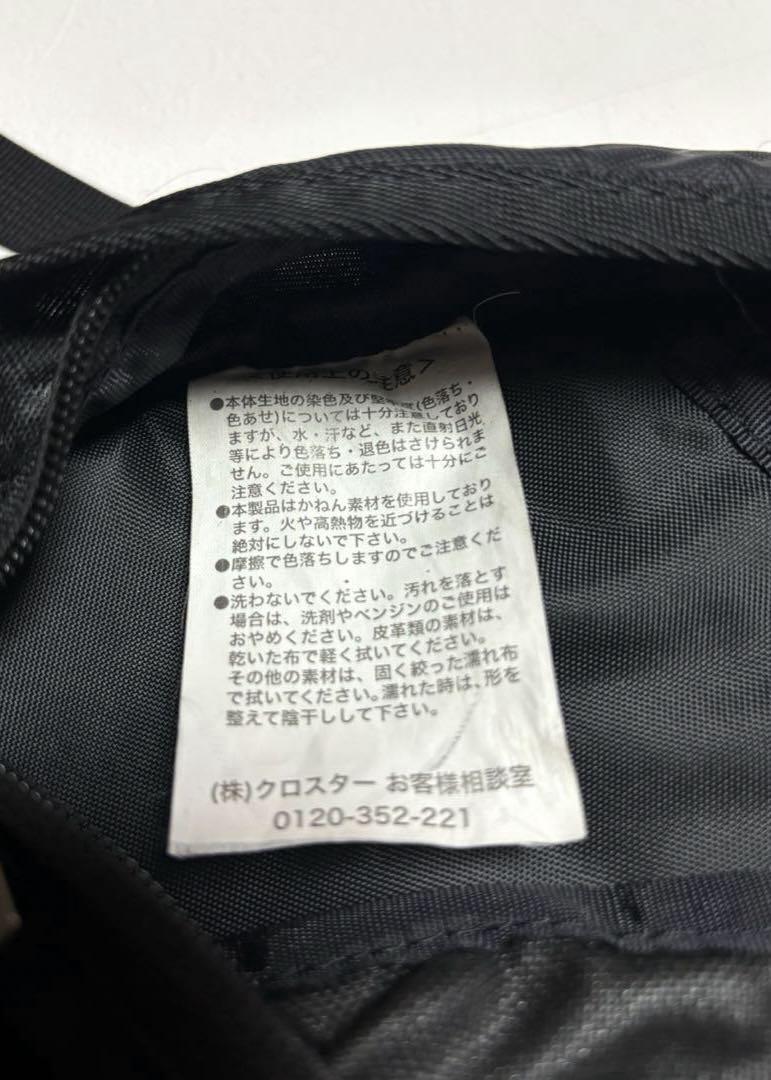 使用上の注意>
●本体生地の染色及び堅牢度(色落ち・
色あせ)については十分注意しており
ますが、水・汗など、また直射日光
等により色落ち・退色はさけられま
せん。ご使用にあたっては十分にご
注意ください。
●本製品はかねん素材を使用しており
ます。火や高熱物を近づけることは
絶対にしないで下さい。
●摩擦で色落ちしますのでご注意くだ
さい。
●洗わないでください。汚れを落とす
場合は、洗剤やベンジンのご使用は
おやめください。皮革類の素材は、
乾いた布で軽く拭いてください。
その他の素材は、固く絞った濡れ布
で拭いてください。濡れた時は、形を
整えて陰干しして下さい。
(株)クロスター お客様相談室
0120-352-221